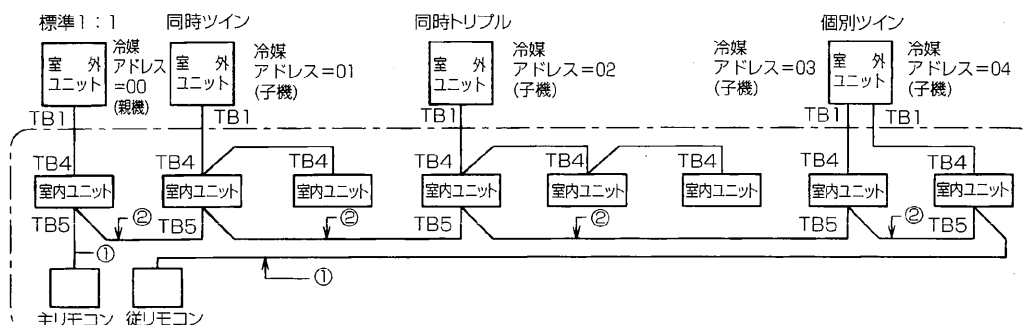 標準1：1
同時ツイン
同時トリプル
個別ツイン
室 外
ユニット
冷媒
アドレス
=00
(親機)
室 外
ユニット
冷媒
アドレス=01
(子機)
室 外
ユニット
冷媒
アドレス=02
(子機)
冷媒
アドレス=03
(子機)
室 外
ユニット
冷媒
アドレス=04
(子機)
TB1
TB1
TB1
TB1
TB1
TB4
TB4
TB4
TB4
TB4
TB4
TB4
TB4
室内ユニット
室内ユニット
室内ユニット
室内ユニット
室内ユニット
室内ユニット
室内ユニット
室内ユニット
TB5
②
TB5
②
TB5
②
TB5
②
TB5
①
①
主リモコン
従リモコン